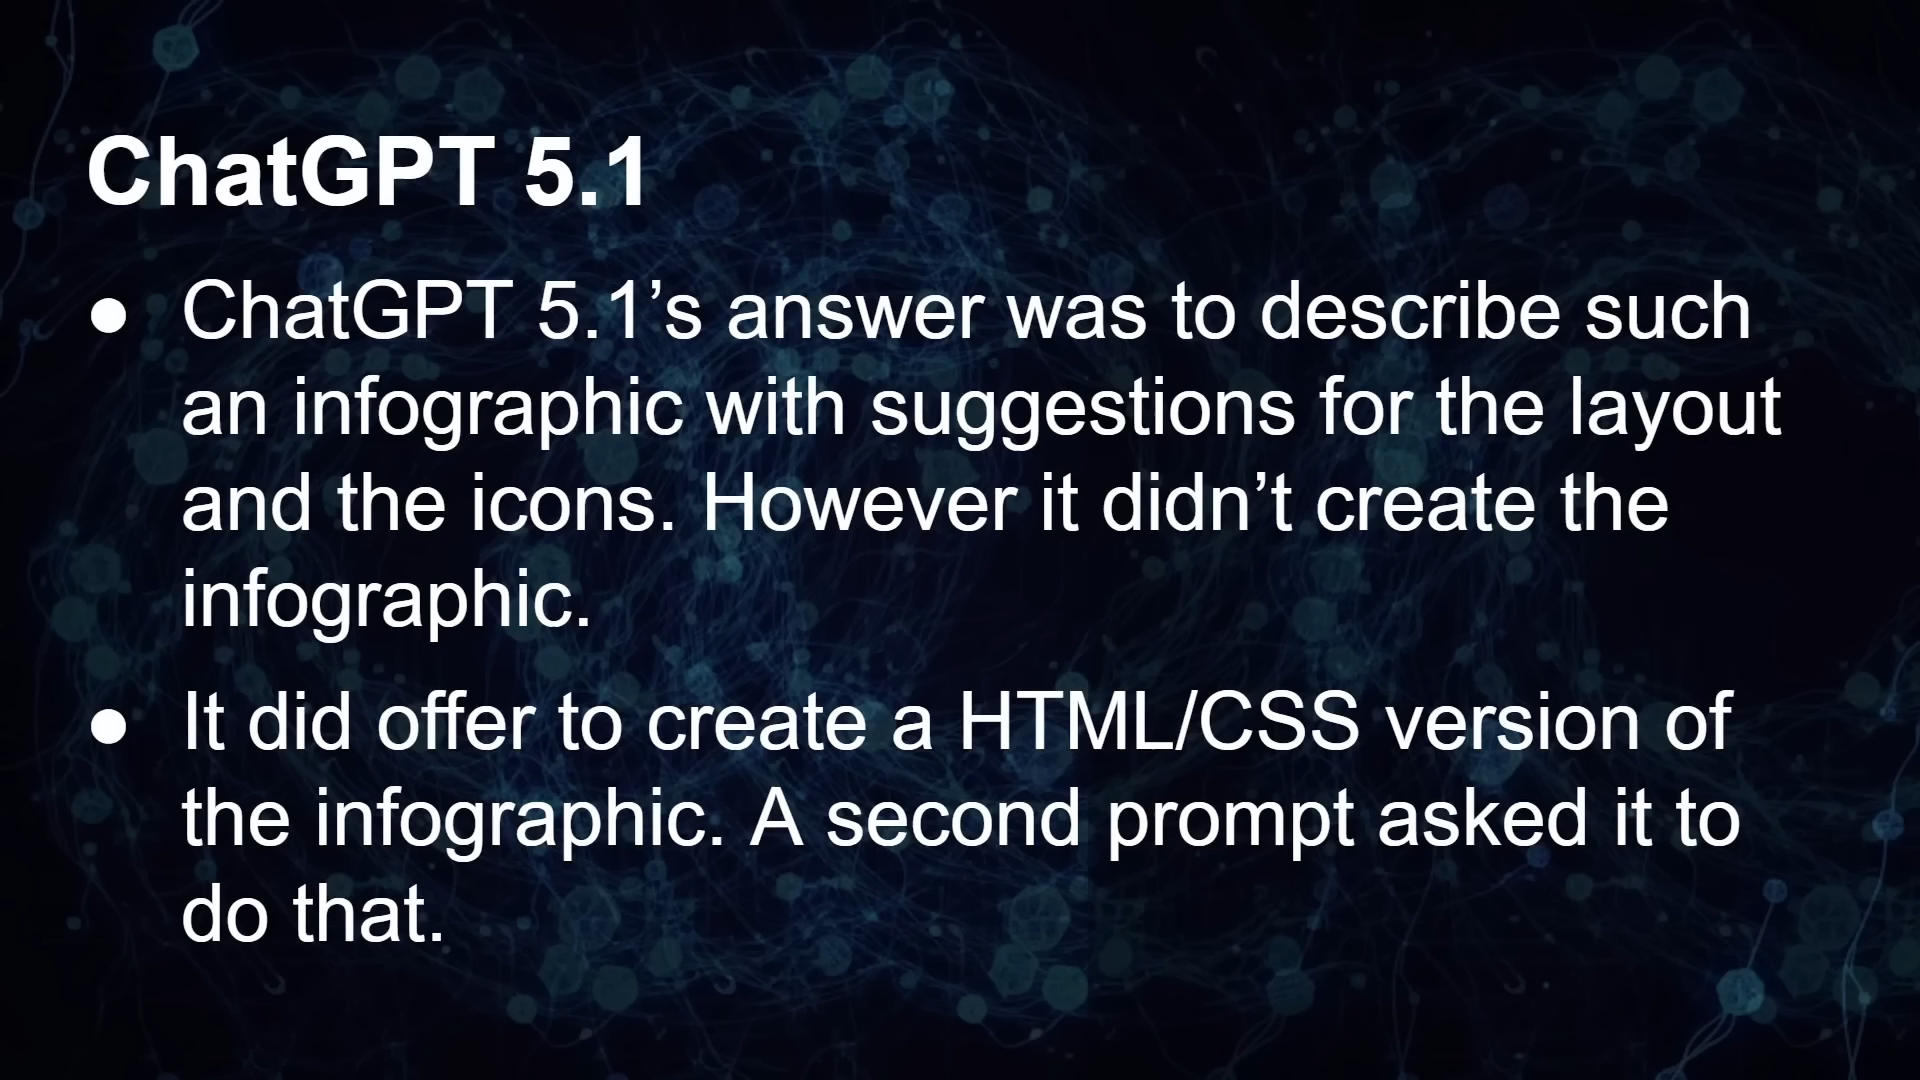 ChatGPT 5.1
● ChatGPT 5.1’s answer was to describe such
an infographic with suggestions for the layout
and the icons. However it didn’t create the
infographic.
● It did offer to create a HTML/CSS version of
the infographic. A second prompt asked it to
do that.